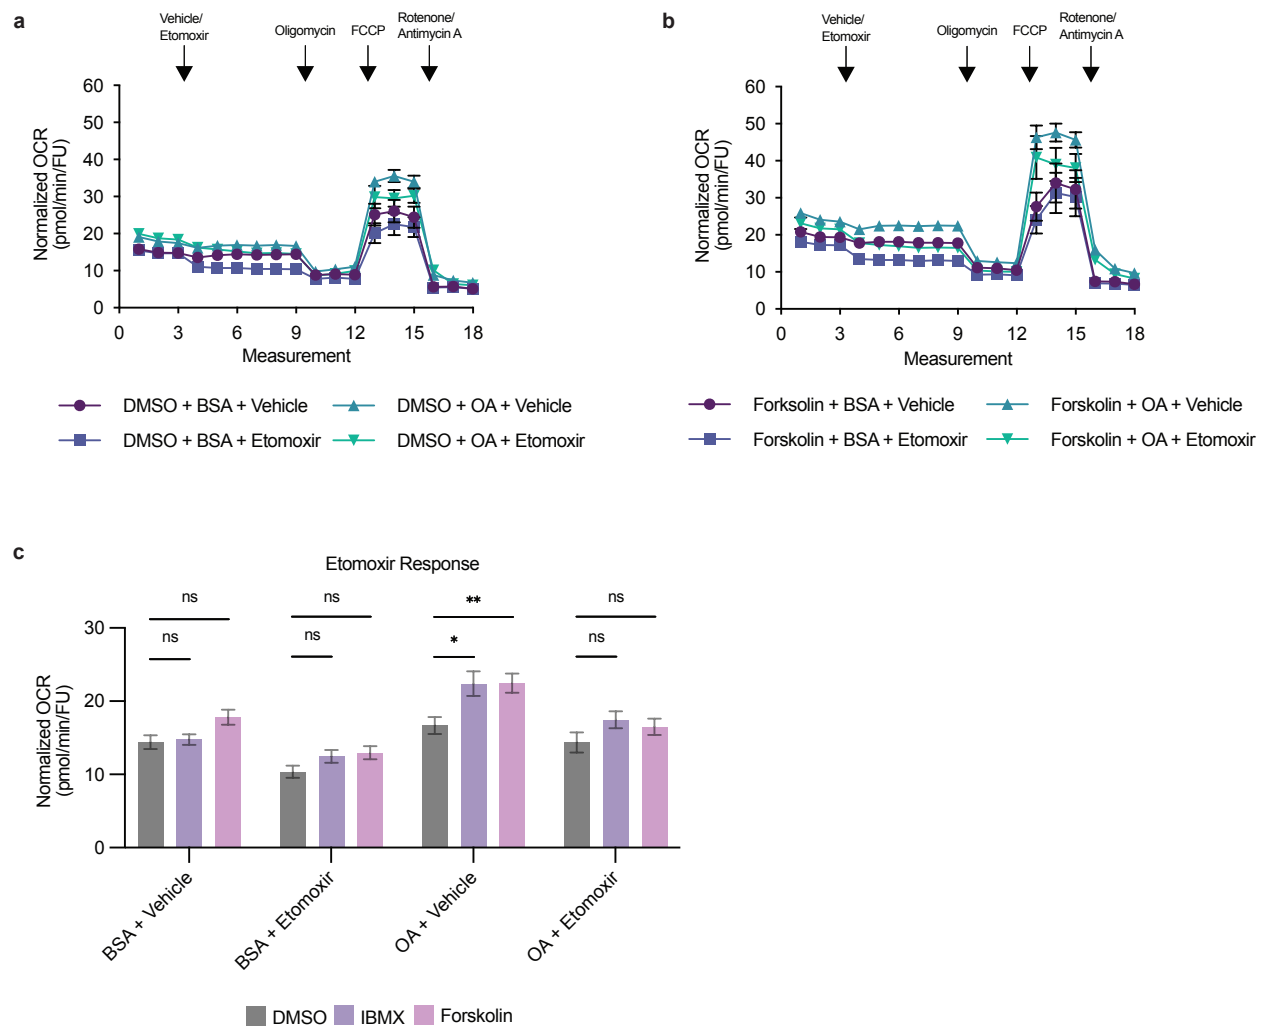 a
Vehicle/
Etomoxir
Oligomycin
FCCP
Rotenone/
Antimycin A
Normalized OCR
(pmol/min/FU)
60
50
40
30
20
10
0
0 3 6 9 12 15 18
Measurement
DMSO + BSA + Vehicle
DMSO + OA + Vehicle
DMSO + BSA + Etomoxir
DMSO + OA + Etomoxir
b
Vehicle/
Etomoxir
Oligomycin
FCCP
Rotenone/
Antimycin A
Normalized OCR
(pmol/min/FU)
60
50
40
30
20
10
0
0 3 6 9 12 15 18
Measurement
Forksolin + BSA + Vehicle
Forskolin + OA + Vehicle
Forskolin + BSA + Etomoxir
Forskolin + OA + Etomoxir
c
Etomoxir Response
Normalized OCR
(pmol/min/FU)
30
20
10
0
ns
ns
ns
ns
**
*
ns
ns
BSA + Vehicle
BSA + Etomoxir
OA + Vehicle
OA + Etomoxir
DMSO
IBMX
Forskolin